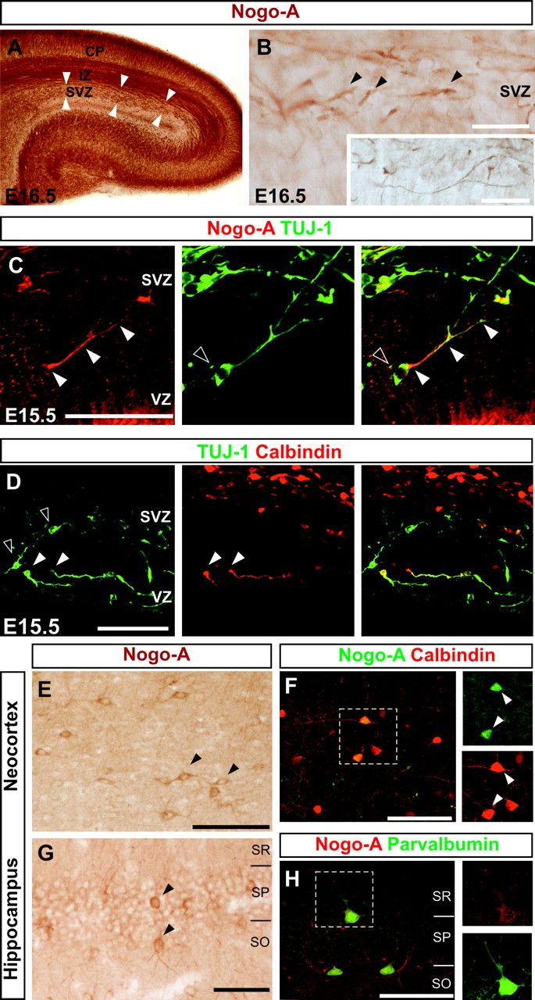 Nogo-A
A
CP
IZ
SVZ
E16.5
B
SVZ
E16.5
Nogo-A TUJ-1
C
SVZ
VZ
E15.5
TUJ-1 Calbindin
D
SVZ
VZ
E15.5
Nogo-A
Neocortex
E
Nogo-A Calbindin
F
Hippocampus
G
SR
SP
SO
Nogo-A Parvalbumin
H
SR
SP
SO